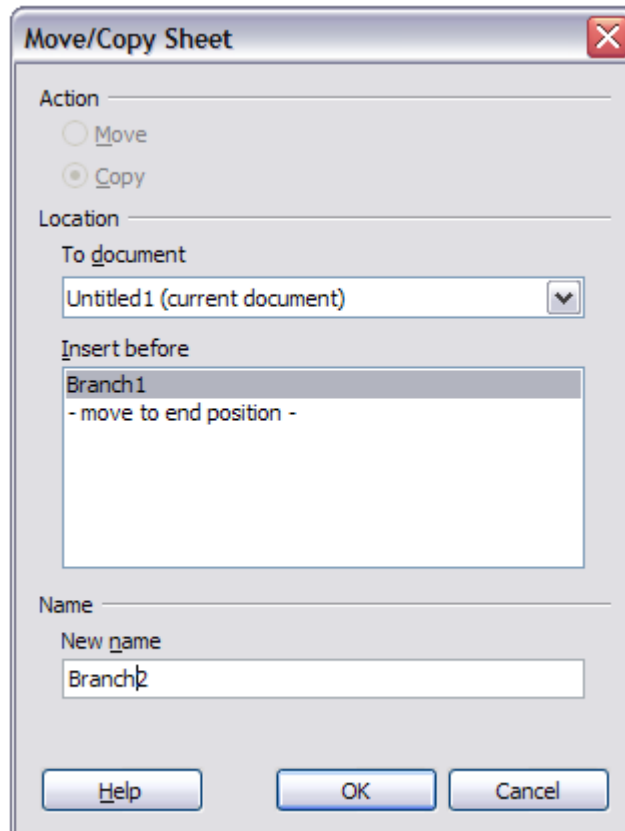 Move/Copy Sheet
Action
Move
Copy
Location
To document
Untitled1 (current document)
Insert before
Branch1
- move to end position -
Name
New name
Branch2
Help
OK
Cancel